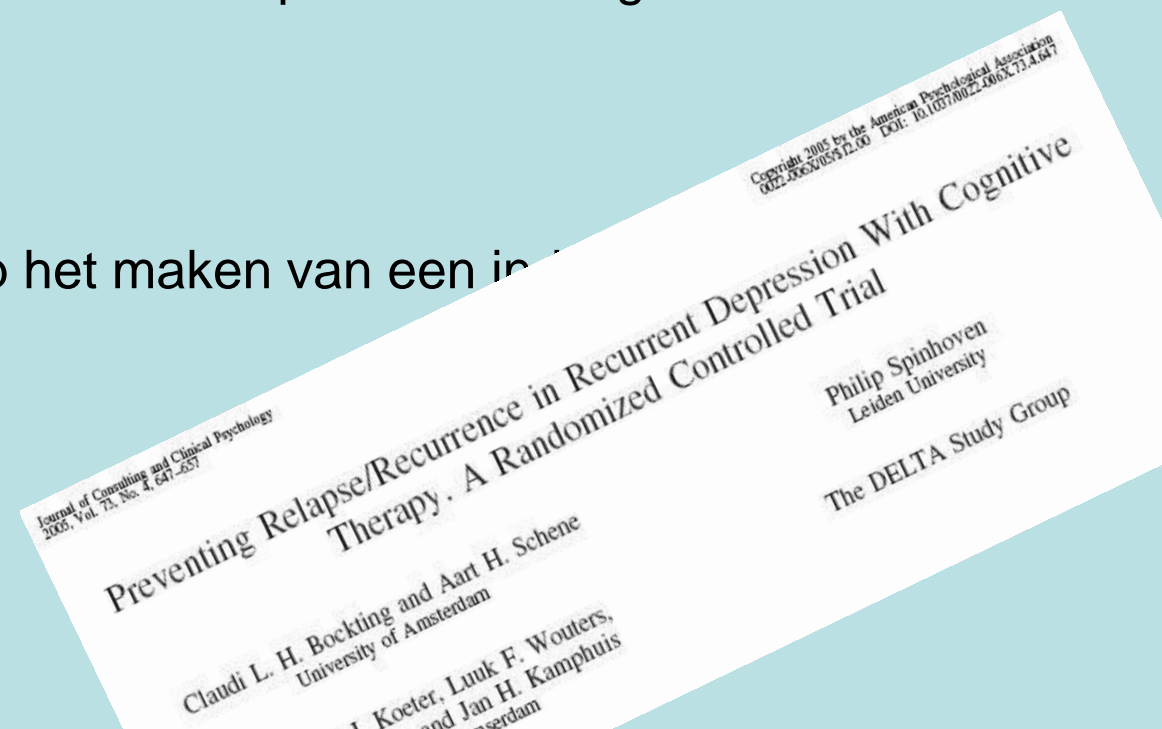 het maken van een
Copyright 2005 by the American Psychological Association
0022-006X/05/$12.00 DOI: 10.1037/0022-006X.73.4.647
Journal of Consulting and Clinical Psychology
2005, Vol. 73, No. 4, 647–657
Preventing Relapse/Recurrence in Recurrent Depression With Cognitive
Therapy. A Randomized Controlled Trial
Claudi L. H. Bockting and Aart H. Schene
University of Amsterdam
Philip Spinhoven
Leiden University
Koeter, Luuk F. Wouters,
and Jan H. Kamphuis
The DELTA Study Group